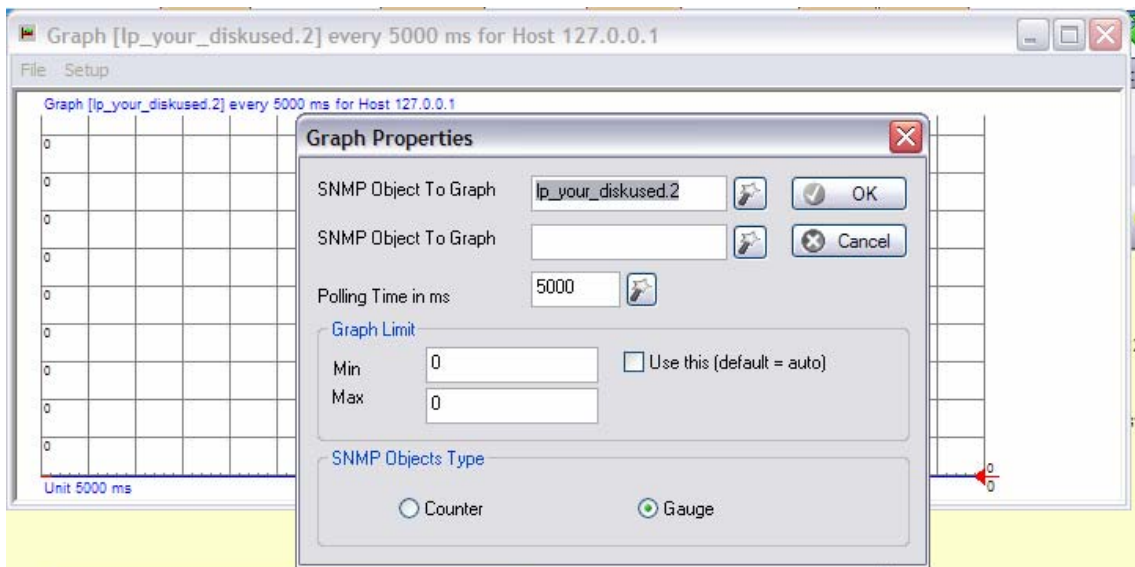 Graph [lp_your_diskused.2] every 5000 ms for Host 127.0.0.1
File Setup
Graph [lp_your_diskused.2] every 5000 ms for Host 127.0.0.1
0
0
0
0
0
0
0
0
0
Unit 5000 ms
0
0
Graph Properties
SNMP Object To Graph lp_your_diskused.2 OK
SNMP Object To Graph Cancel
Polling Time in ms 5000
Graph Limit
Min 0 Use this (default = auto)
Max 0
SNMP Objects Type
Counter Gauge